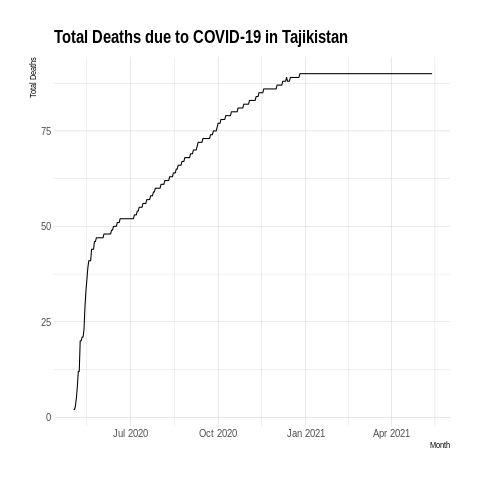 Total Deaths due to COVID-19 in Tajikistan
Total Deaths
75
50
25
0
Jul 2020 Oct 2020 Jan 2021 Apr 2021
Month